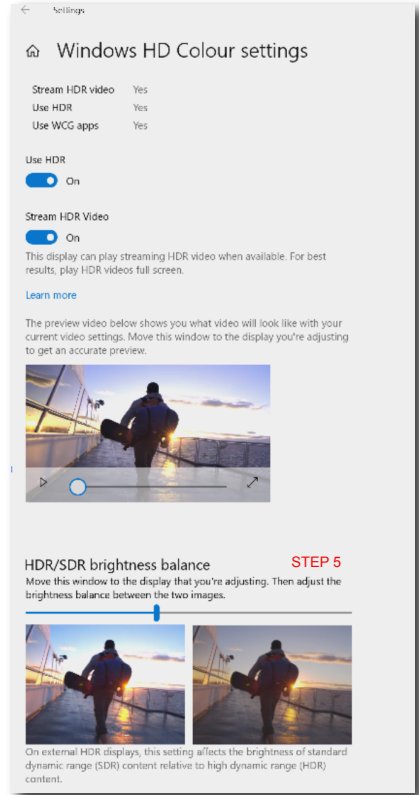 Settings
Windows HD Colour settings
Stream HDR video Yes
Use HDR Yes
Use WCG apps Yes
Use HDR
On
Stream HDR Video
On
This display can play streaming HDR video when available. For best
results, play HDR videos full screen.
Learn more
The preview video below shows you what video will look like with your
current video settings. Move this window to the display you're adjusting
to get an accurate preview.
HDR/SDR brightness balance STEP 5
Move this window to the display that you're adjusting. Then adjust the
brightness balance between the two images.
On external HDR displays, this setting affects the brightness of standard
dynamic range (SDR) content relative to high dynamic range (HDR)
content.